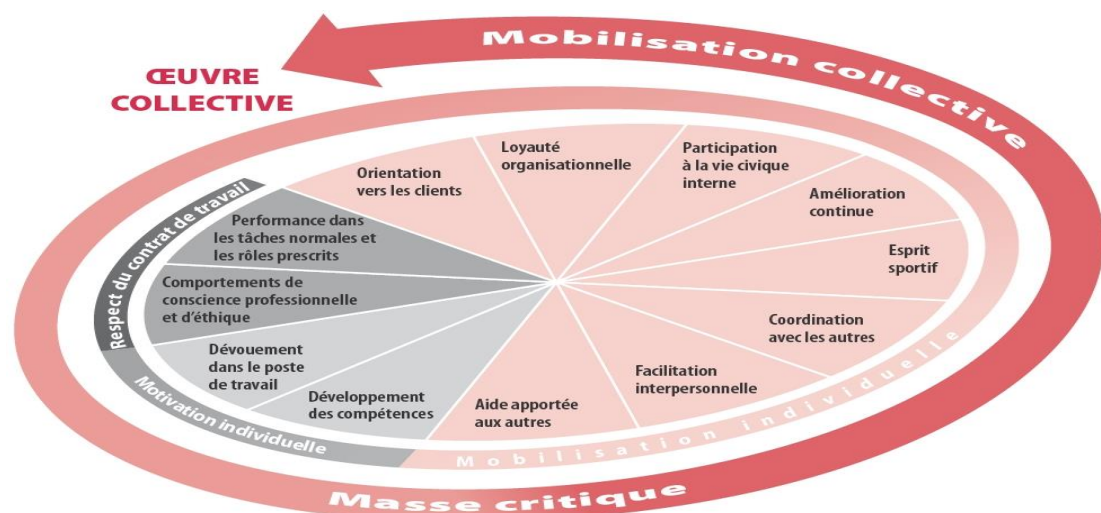 Mobilisation collective
ŒUVRE
COLLECTIVE
Loyauté
organisationnelle
Participation
à la vie civique
interne
Orientation
vers les clients
Amélioration
continue
Respect du contrat de travail
Performance dans
les tâches normales et
les rôles prescrits
Esprit
sportif
Comportements de
conscience professionnelle
et d'éthique
Coordination
avec les autres
Dévouement
dans le poste
de travail
Facilitation
interpersonnelle
Développement
des compétences
Aide apportée
aux autres
Motivation individuelle
Mobilisation individuelle
Masse critique